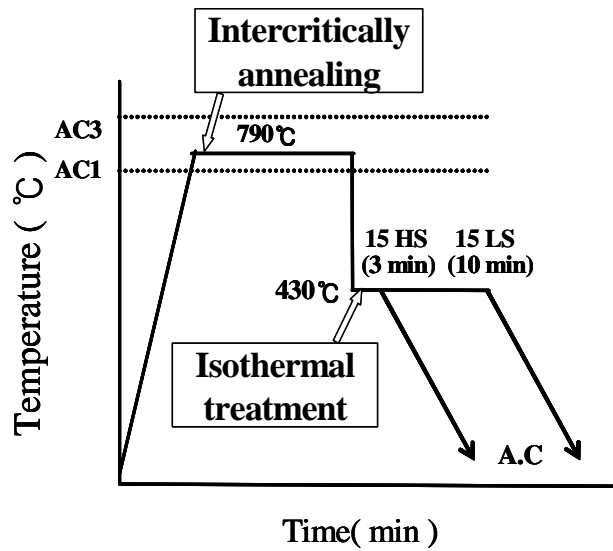 Intercritically
annealing
AC3
790℃
AC1
15 HS
(3 min)
15 LS
(10 min)
430℃
Isothermal
treatment
A.C
Temperature ( ℃ )
Time( min )